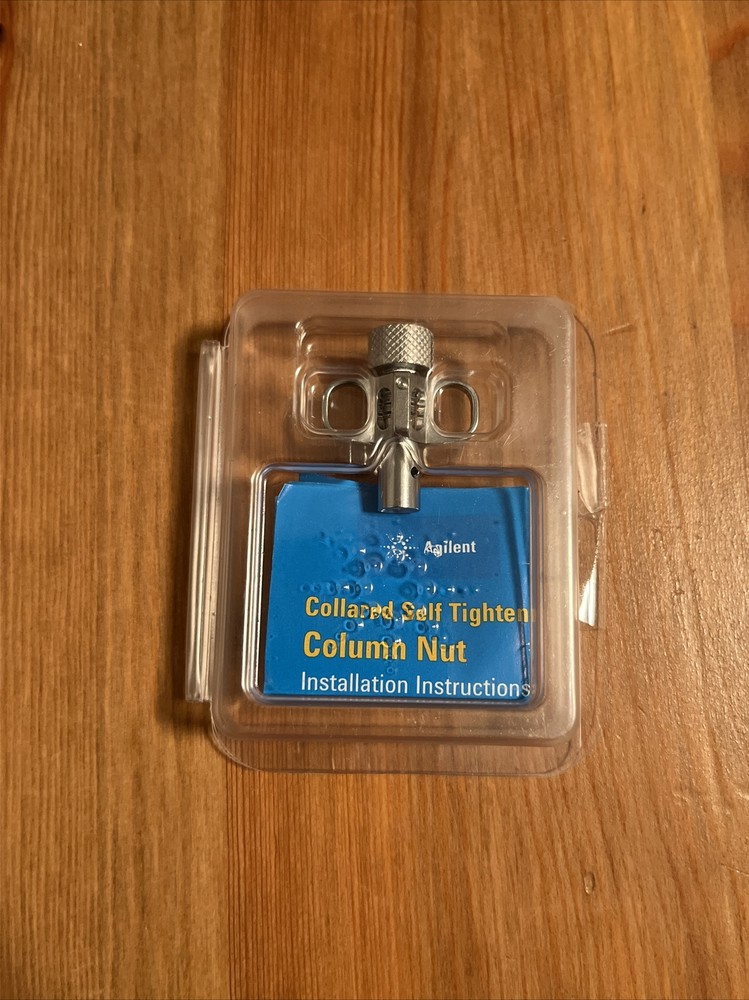 Agilent
Collared Self Tighten
Column Nut
Installation Instructions